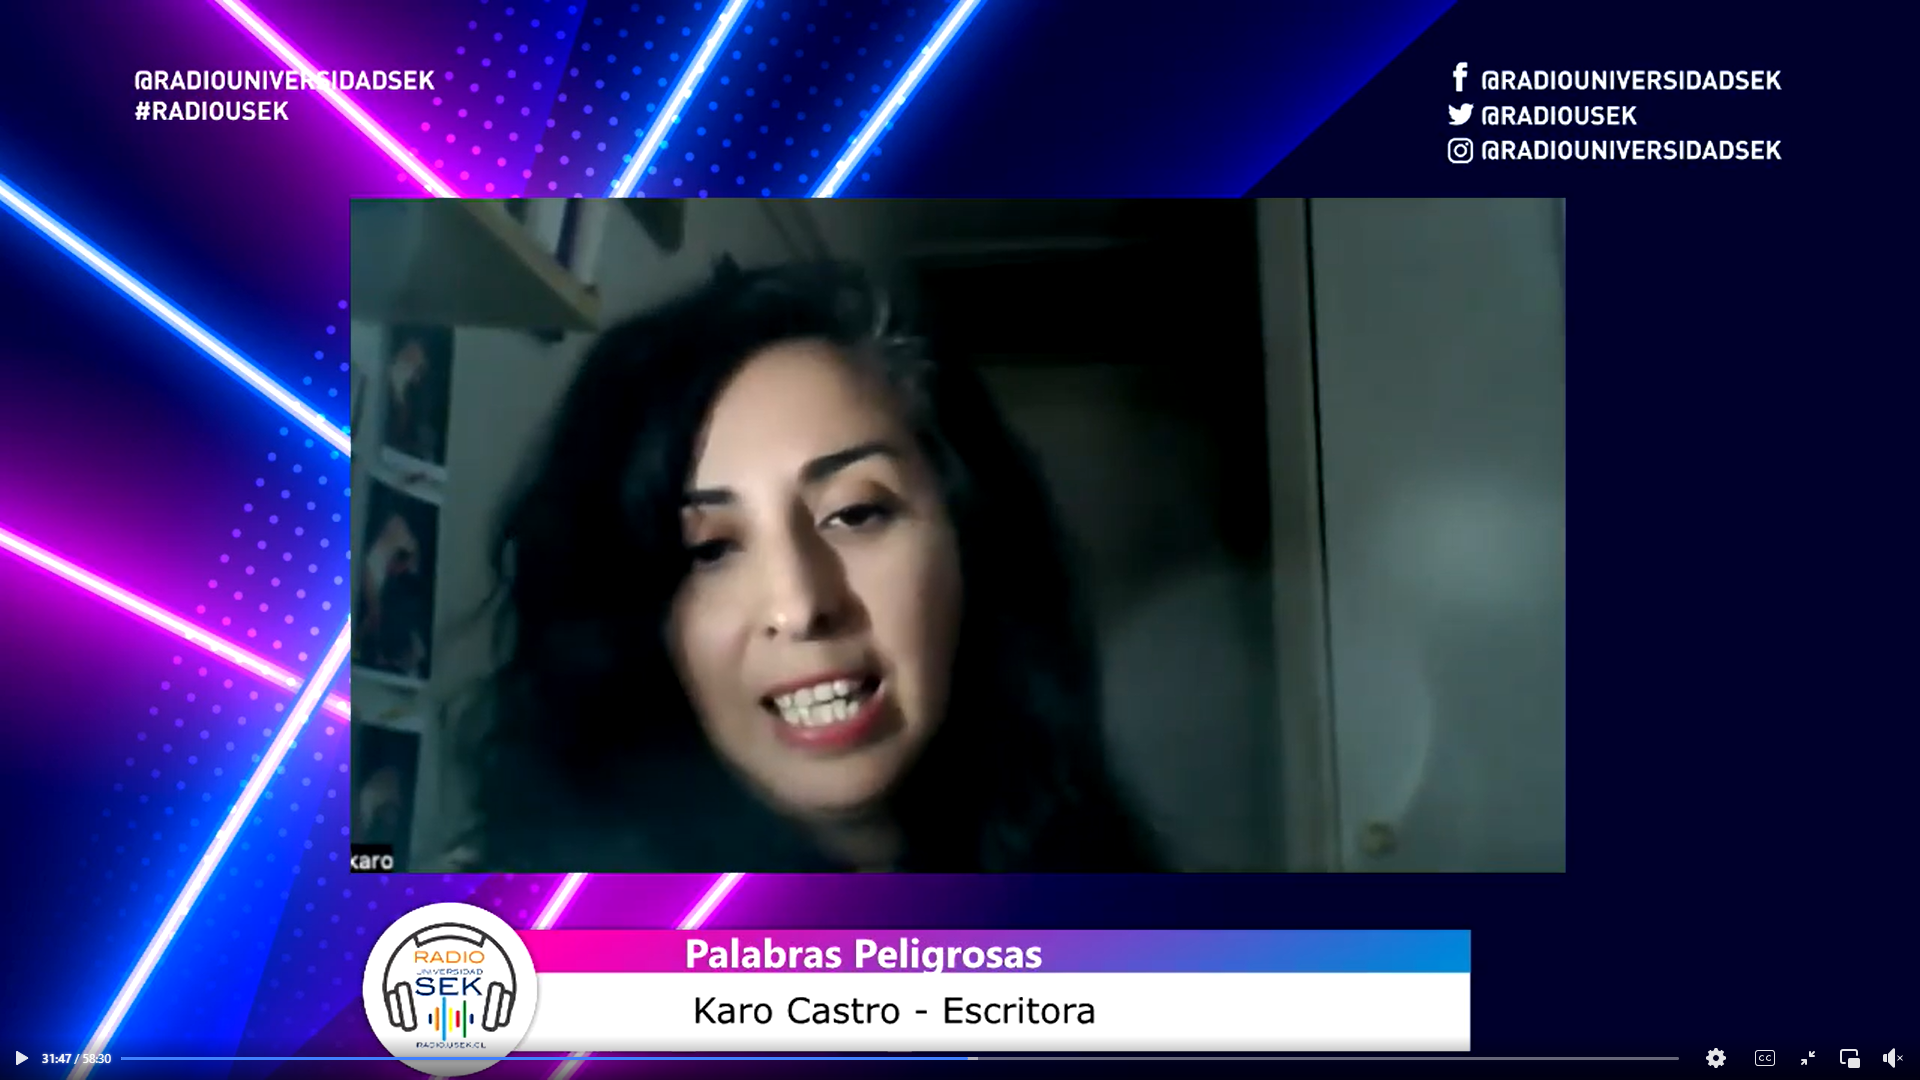 @RADIOUNIVERSIDADSEK
#RADIOUSEK
@RADIOUNIVERSIDADSEK
@RADIOUSEK
@RADIOUNIVERSIDADSEK
karo
Palabras Peligrosas
Karo Castro - Escritora
RADIO
UNIVERSIDAD
SEK
RADIO.USEK.CL
31:47 / 58:30
CC